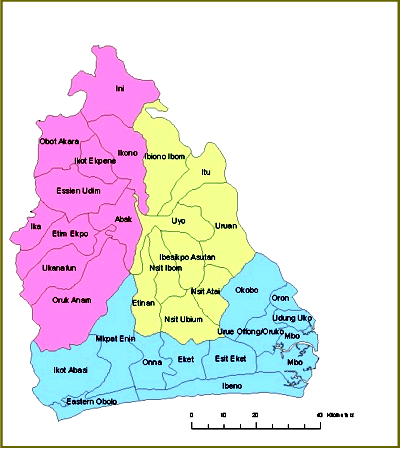 Ini
Obot Akara
Ikono
Ibiono Ibom
Ikot Ekpene
Itu
Essien Udim
Abak
Uyo
Ika
Uruan
Etim Ekpo
Ibesikpo Asutan
Nsit Ibom
Ukanafun
Nsit Atai
Okobo
Oruk Anam
Etinan
Oron
Nsit Ubium
Udung Uko
Urue Offong/Oruko
Mbo
Mkpat Enin
Onna
Eket
Esit Eket
Mbo
Ikot Abasi
Ibeno
Eastern Obolo
0 10 20 40 Kilometers